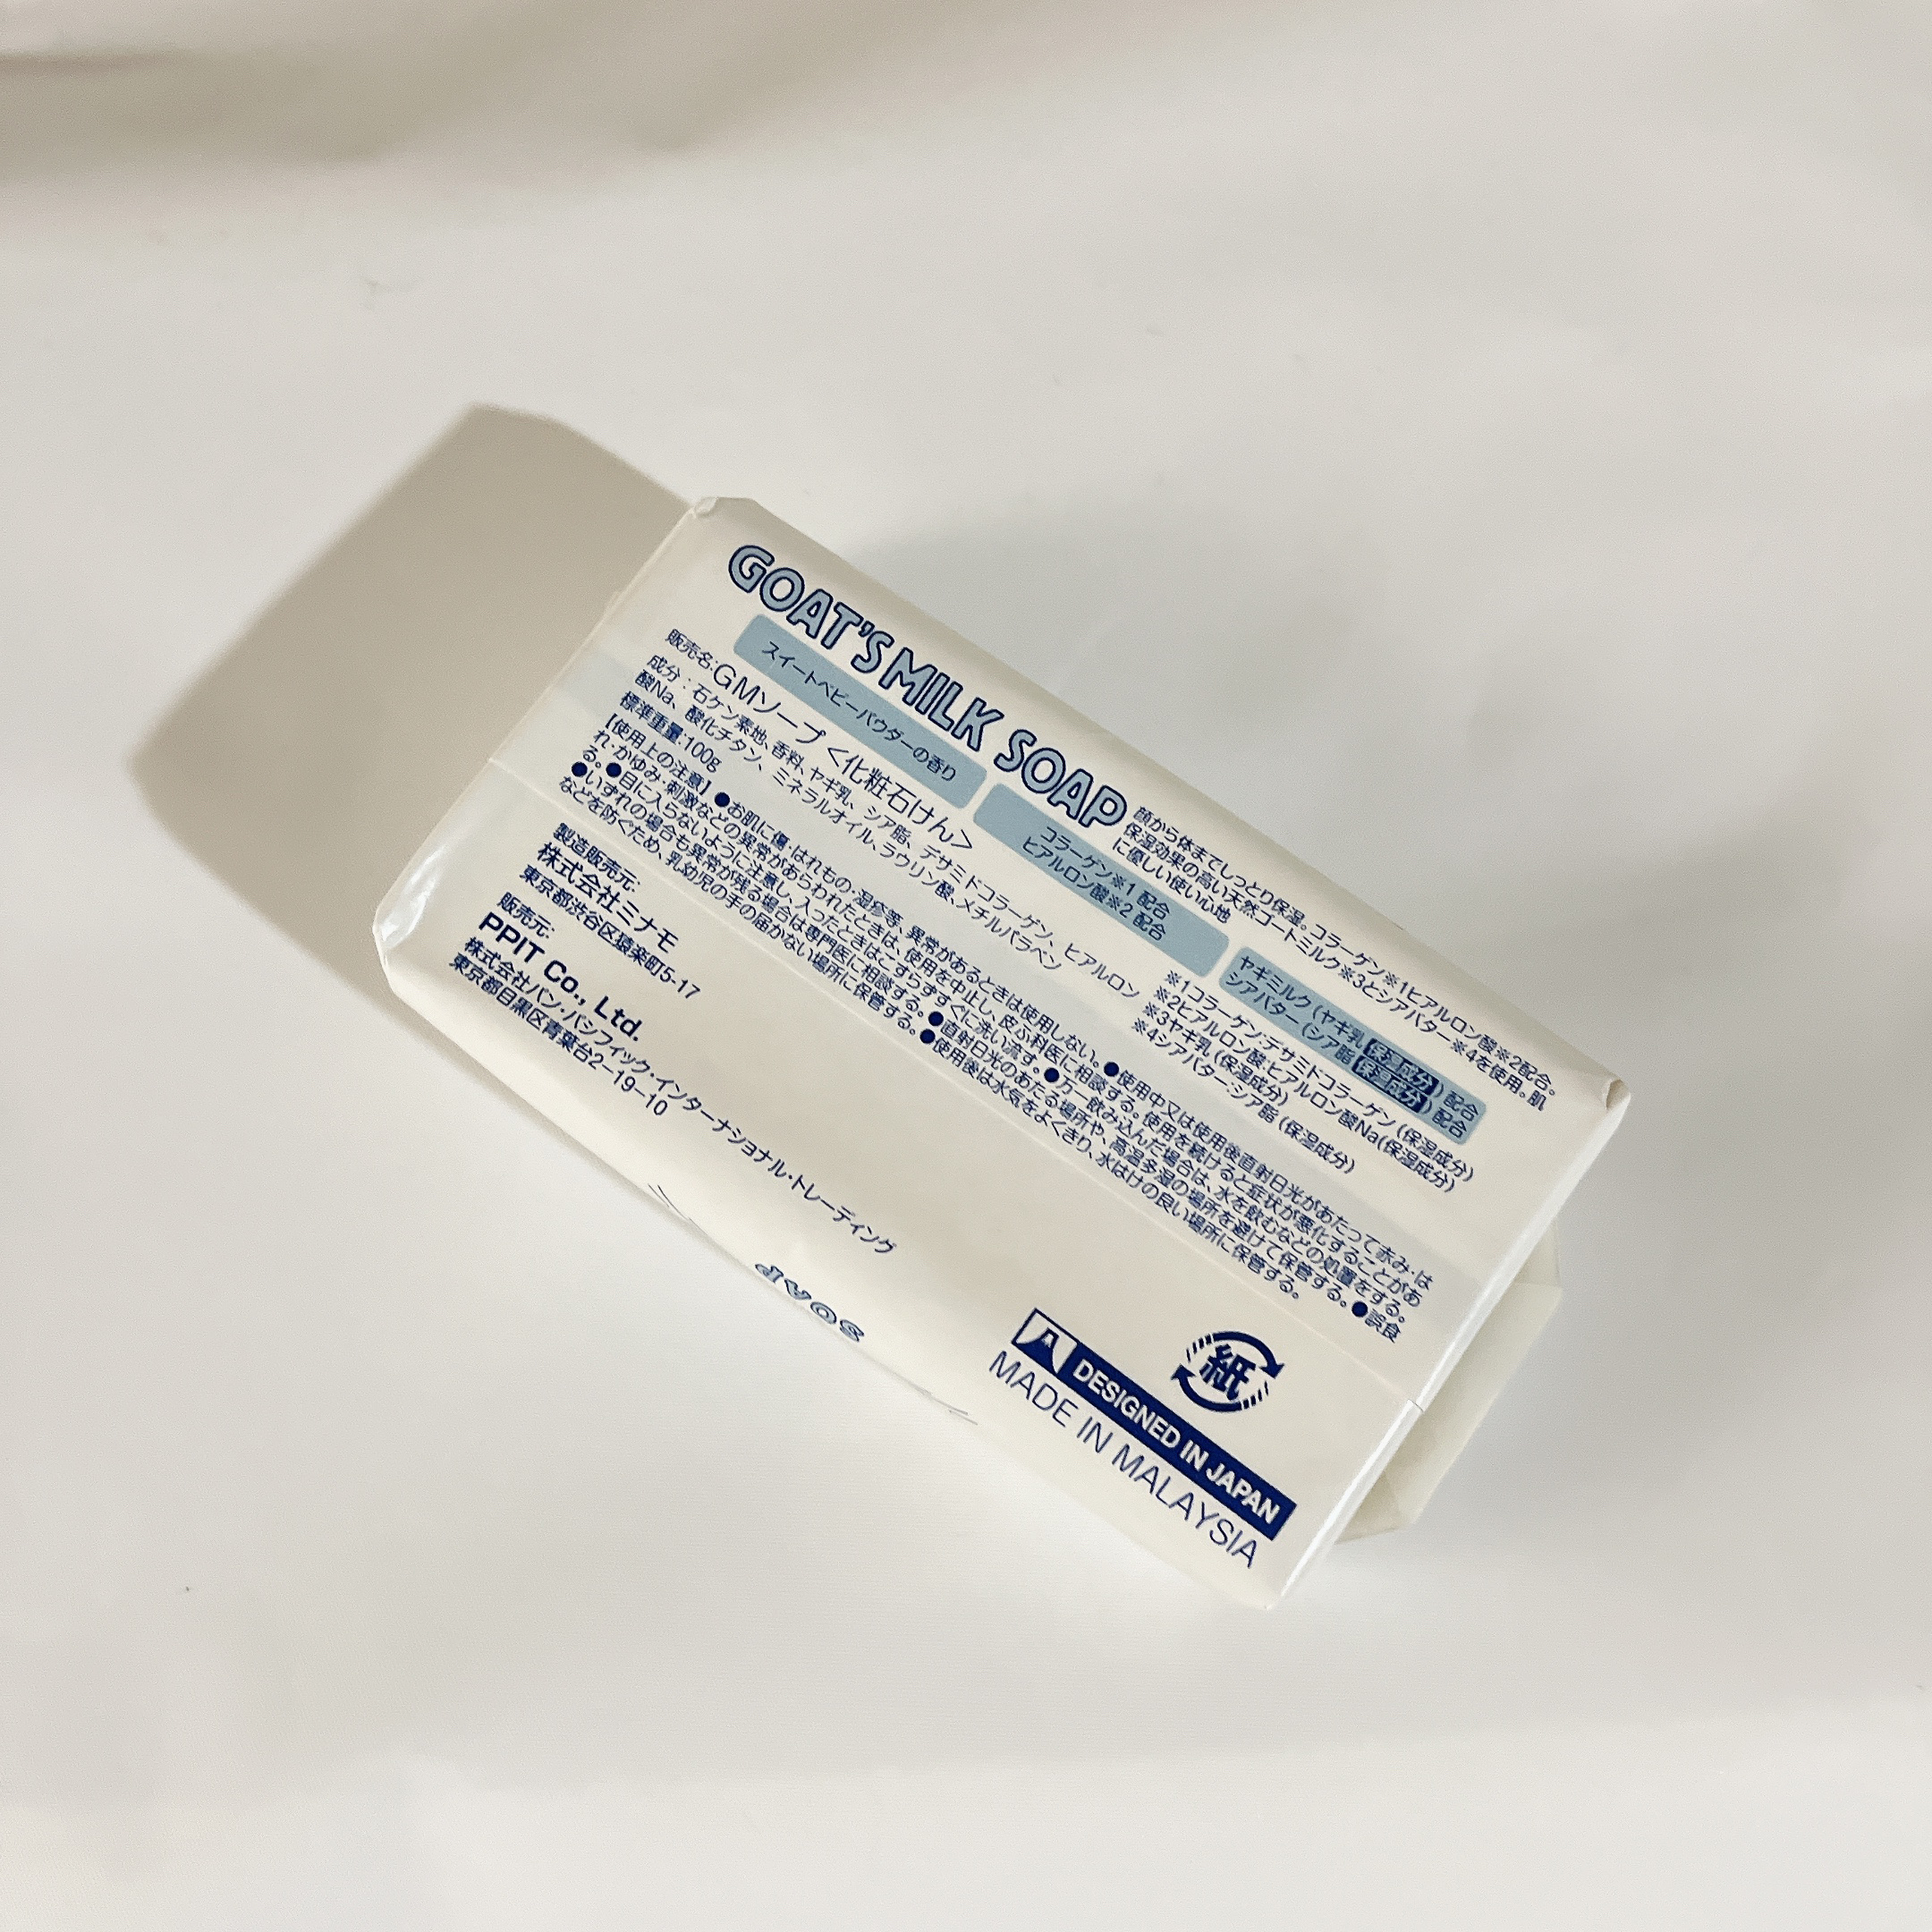 GOAT'S MILK SOAP
顔から体までしっとり保湿。コラーゲン※1ヒアルロン酸※2配合。
保湿効果の高い天然ゴートミルク※3とシアバター※4を使用。肌
に優しい使い心地
スイートベビーパウダーの香り
コラーゲン※1 配合
ヒアルロン酸※2 配合
ヤギミルク (ヤギ乳 保湿成分) 配合
シアバター (シア脂 保湿成分) 配合
販売名:GMソープ<化粧石けん>
成分:石ケン素地、香料、ヤギ乳、シア脂、デサミドコラーゲン、ヒアルロン
酸Na、酸化チタン、ミネラルオイル、ラウリン酸、メチルパラベン
標準重量:100g
※1コラーゲン:デサミドコラーゲン (保湿成分)
※2ヒアルロン酸:ヒアルロン酸Na(保湿成分)
※3ヤギ乳 (保湿成分)
※4シアバター:シア脂 (保湿成分)
【使用上の注意】●お肌に傷・はれもの・湿疹等、異常があるときは使用しない。●使用中又は使用後直射日光があたって赤み・は
れ・かゆみ・刺激などの異常があらわれたときは、使用を中止し、皮ふ科医に相談する。使用を続けると症状が悪化することがあ
る。●目に入らないように注意し、入ったときはこすらずすぐに洗い流す。●万一飲み込んだ場合は、水を飲むなどの処置をする。
●いずれの場合も異常が残る場合は専門医に相談する。●直射日光のあたる場所や、高温多湿の場所を避けて保管する。●誤食
などを防ぐため、乳幼児の手の届かない場所に保管する。●使用後は水気をよくきり、水はけの良い場所に保管する。
製造販売元:
株式会社ミナモ
東京都渋谷区猿楽町5-17
販売元:
PPIT Co., Ltd.
株式会社パン・パシフィック・インターナショナル・トレーディング
東京都目黒区青葉台2-19-10
紙
DESIGNED IN JAPAN
MADE IN MALAYSIA
SOAP